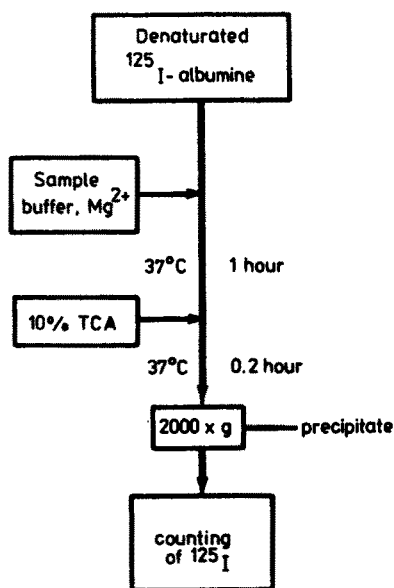 Denaturated
125I-albumine
Sample
buffer, Mg2+
37°C 1 hour
10% TCA
37°C 0.2 hour
2000 x g precipitate
counting
of 125I